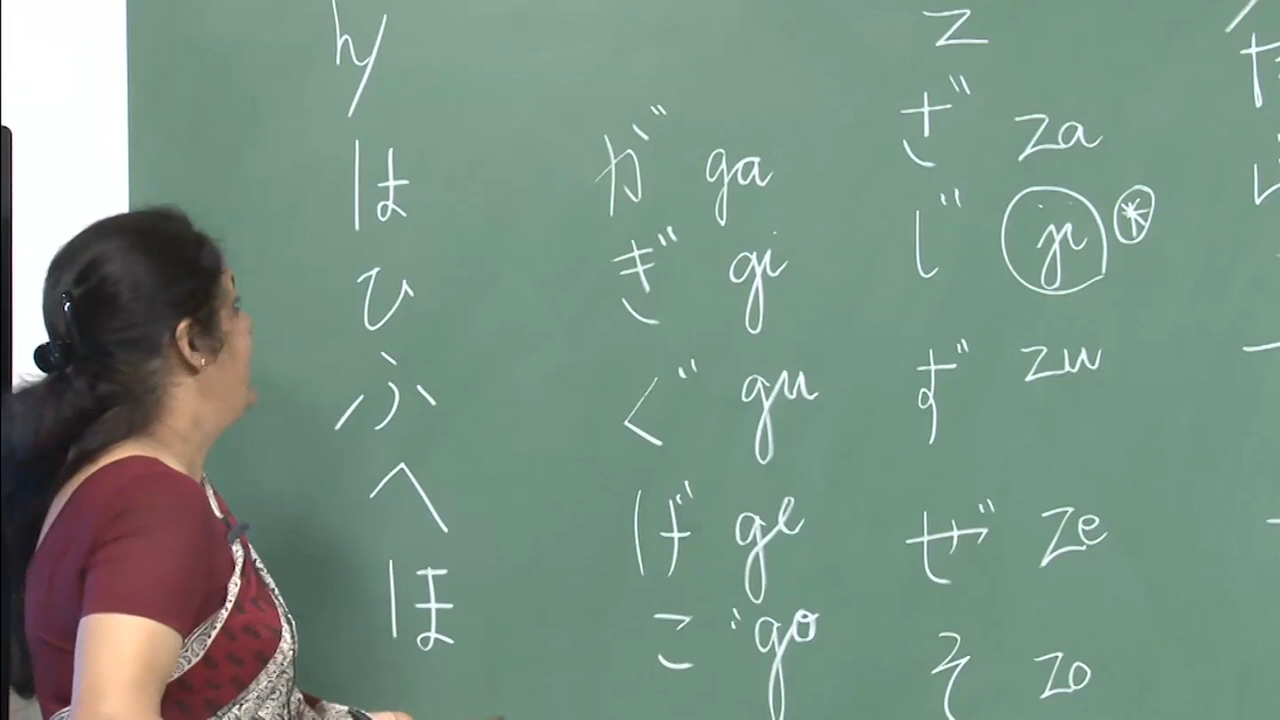 h/
は
ひ
ふ
へ
ほ
が ga
ぎ gi
ぐ gu
げ ge
ご go
z
ざ za
じ ji *
ず zu
ぜ ze
そ zo